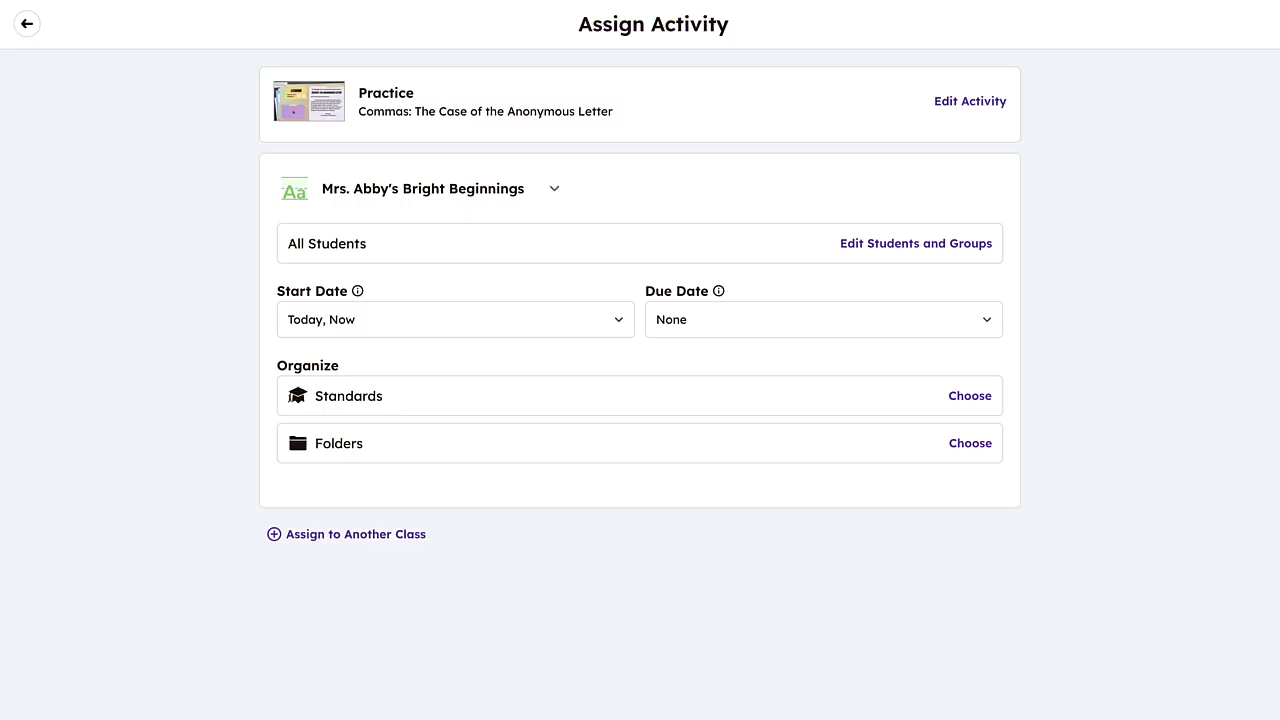 Assign Activity
Practice
Commas: The Case of the Anonymous Letter
Edit Activity
Aa
Mrs. Abby's Bright Beginnings
All Students
Edit Students and Groups
Start Date
Due Date
Today, Now
None
Organize
Standards
Choose
Folders
Choose
Assign to Another Class